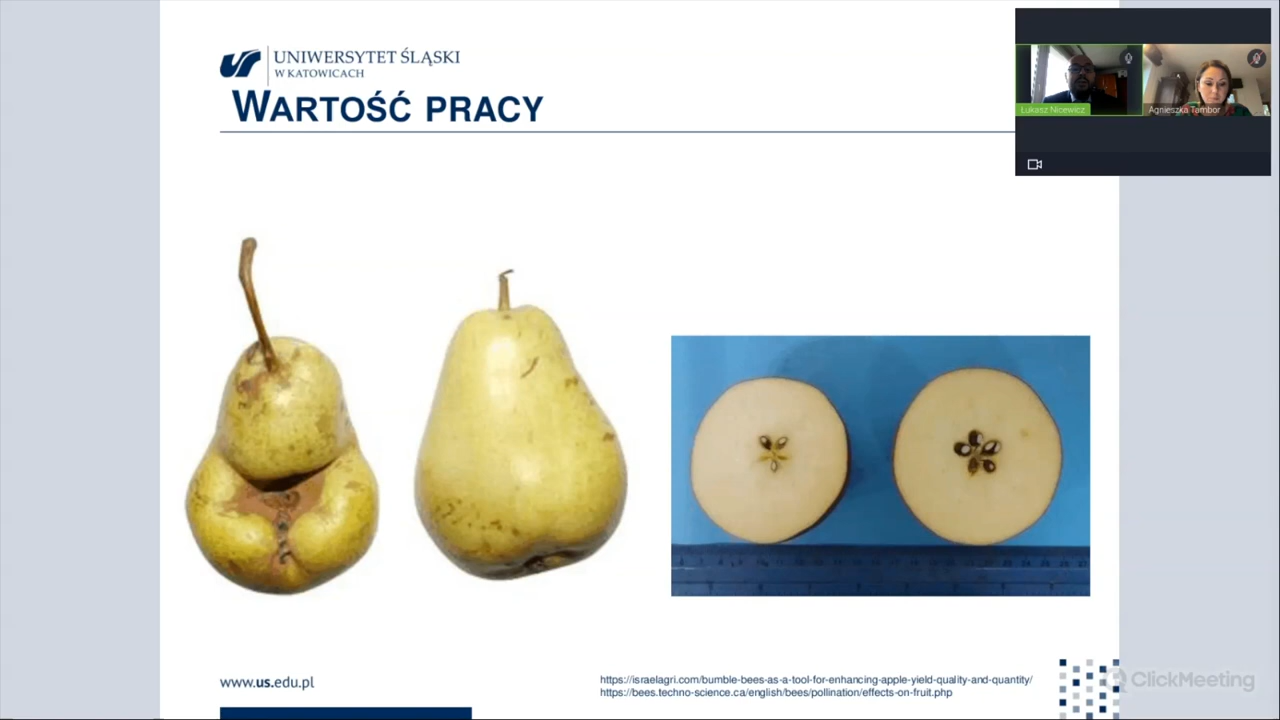 UNIWERSYTET ŚLĄSKI
W KATOWICACH
WARTOŚĆ PRACY
Łukasz Nicewicz
Agnieszka Tambor
www.us.edu.pl
https://israelagri.com/bumble-bees-as-a-tool-for-enhancing-apple-yield-quality-and-quantity/
https://bees.techno-science.ca/english/bees/pollination/effects-on-fruit.php
ClickMeeting